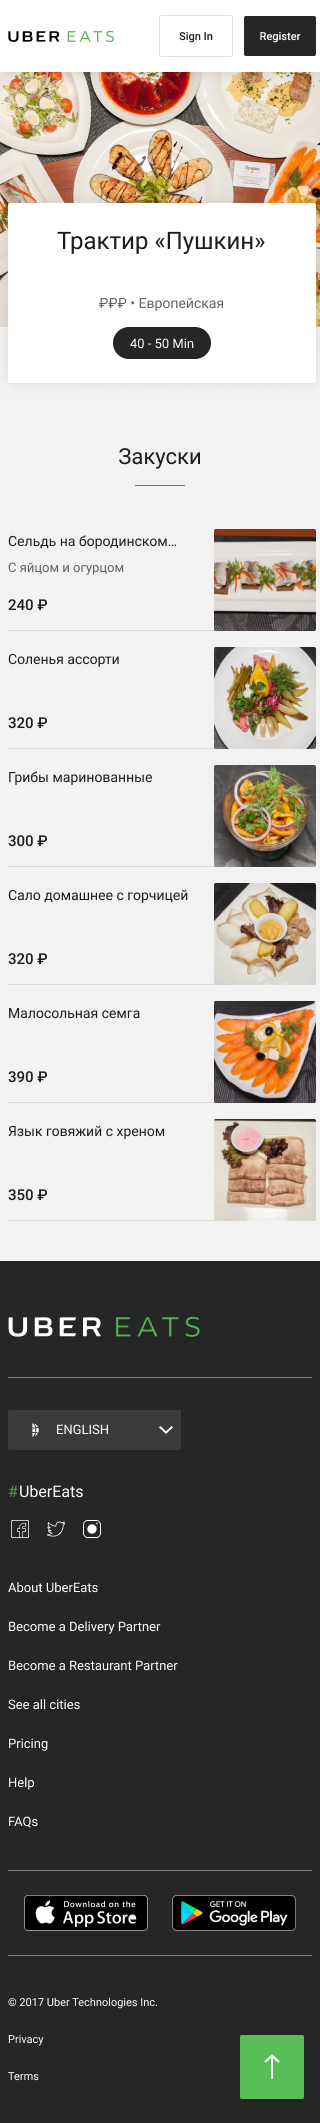 UBER EATS
Sign In
Register
Трактир «Пушкин»
₽₽₽ • Европейская
40 - 50 Min
Закуски
Сельдь на бородинском…
С яйцом и огурцом
240 ₽
Соленья ассорти
320 ₽
Грибы маринованные
300 ₽
Сало домашнее с горчицей
320 ₽
Малосольная семга
390 ₽
Язык говяжий с хреном
350 ₽
UBER EATS
ENGLISH
#UberEats
About UberEats
Become a Delivery Partner
Become a Restaurant Partner
See all cities
Pricing
Help
FAQs
Download on the
App Store
GET IT ON
Google Play
© 2017 Uber Technologies Inc.
Privacy
Terms